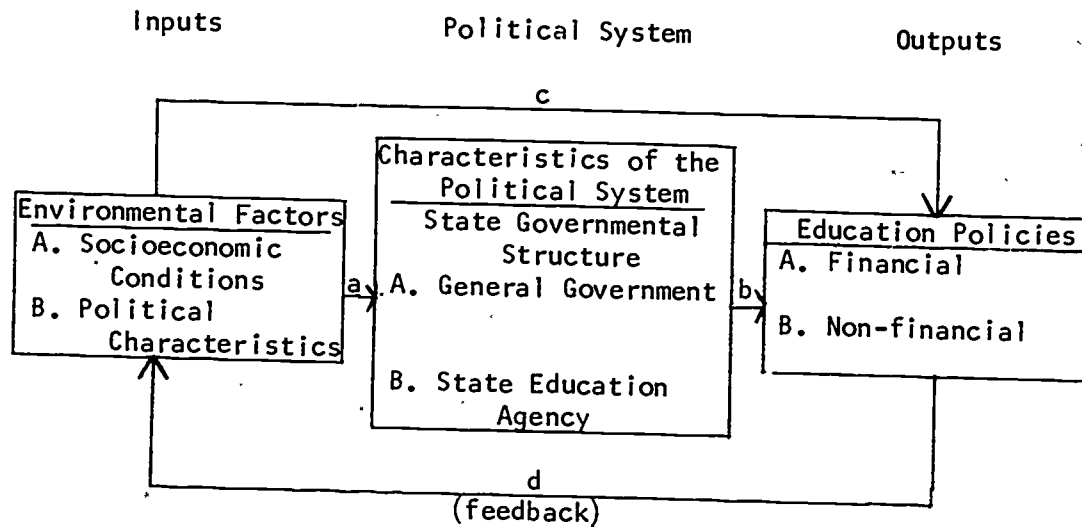 Inputs Political System Outputs
c
Characteristics of the
Political System
State Governmental
Structure
A. General Government
B. State Education
Agency
Environmental Factors
A. Socioeconomic
Conditions
B. Political
Characteristics
a
b
Education Policies
A. Financial
B. Non-financial
d
(feedback)